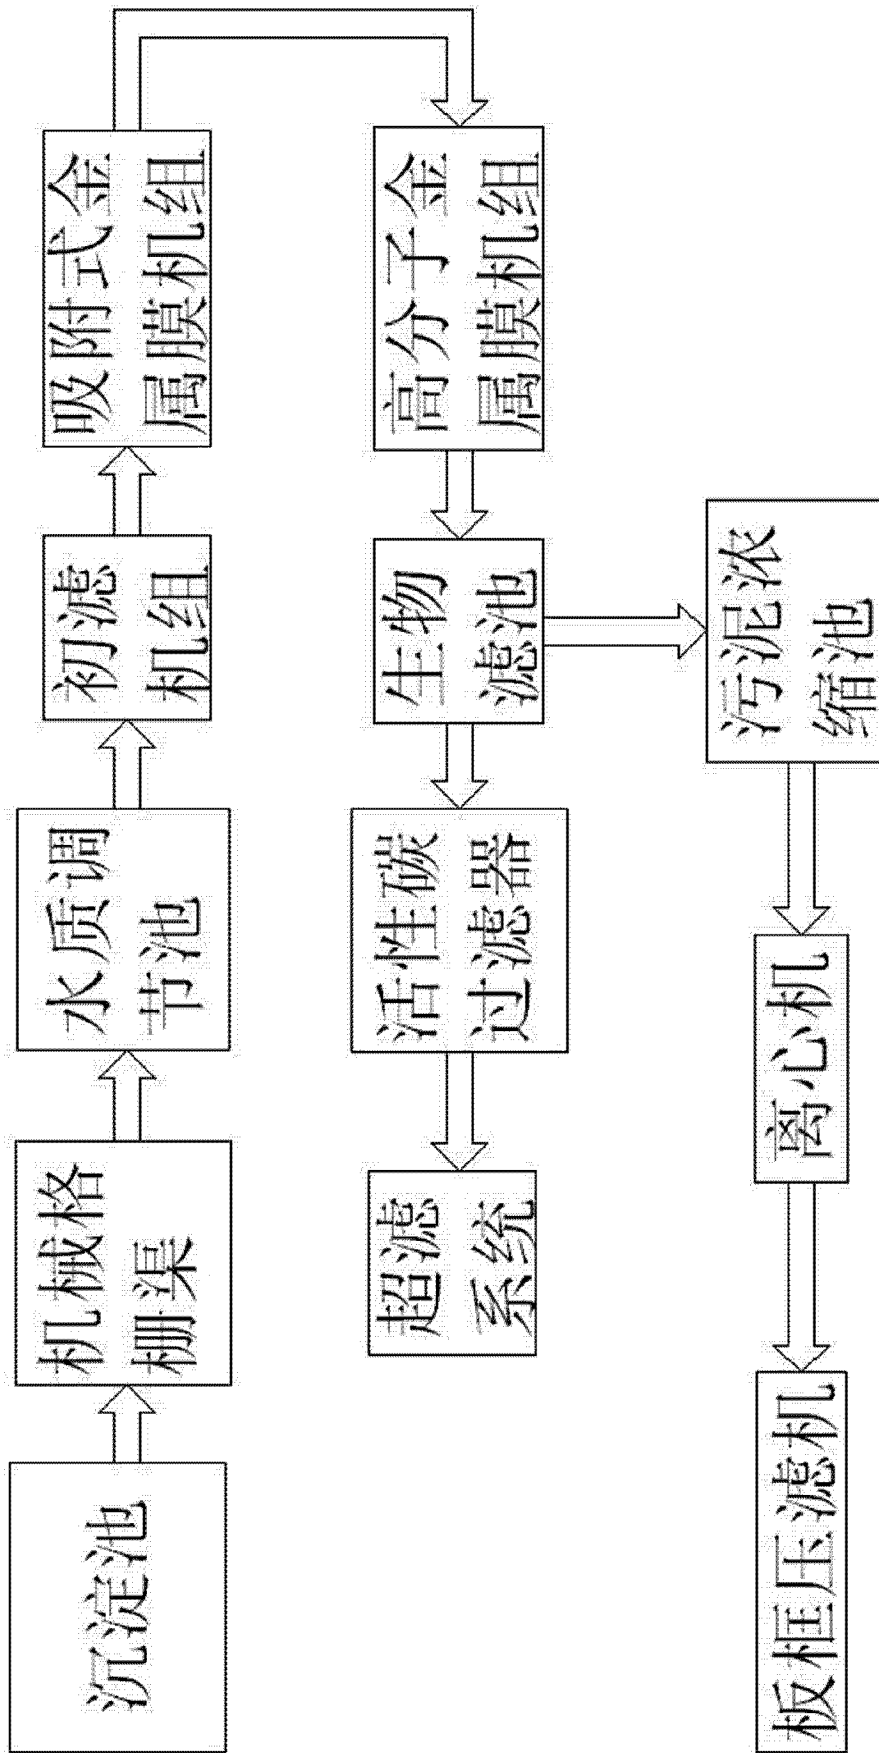 沉淀池
机械格
栅渠
水质调
节池
初滤
机组
吸附式金
属膜机组
高分子金
属膜机组
生物
滤池
活性碳
过滤器
超滤
系统
污泥浓
缩池
离心机
板框压滤机